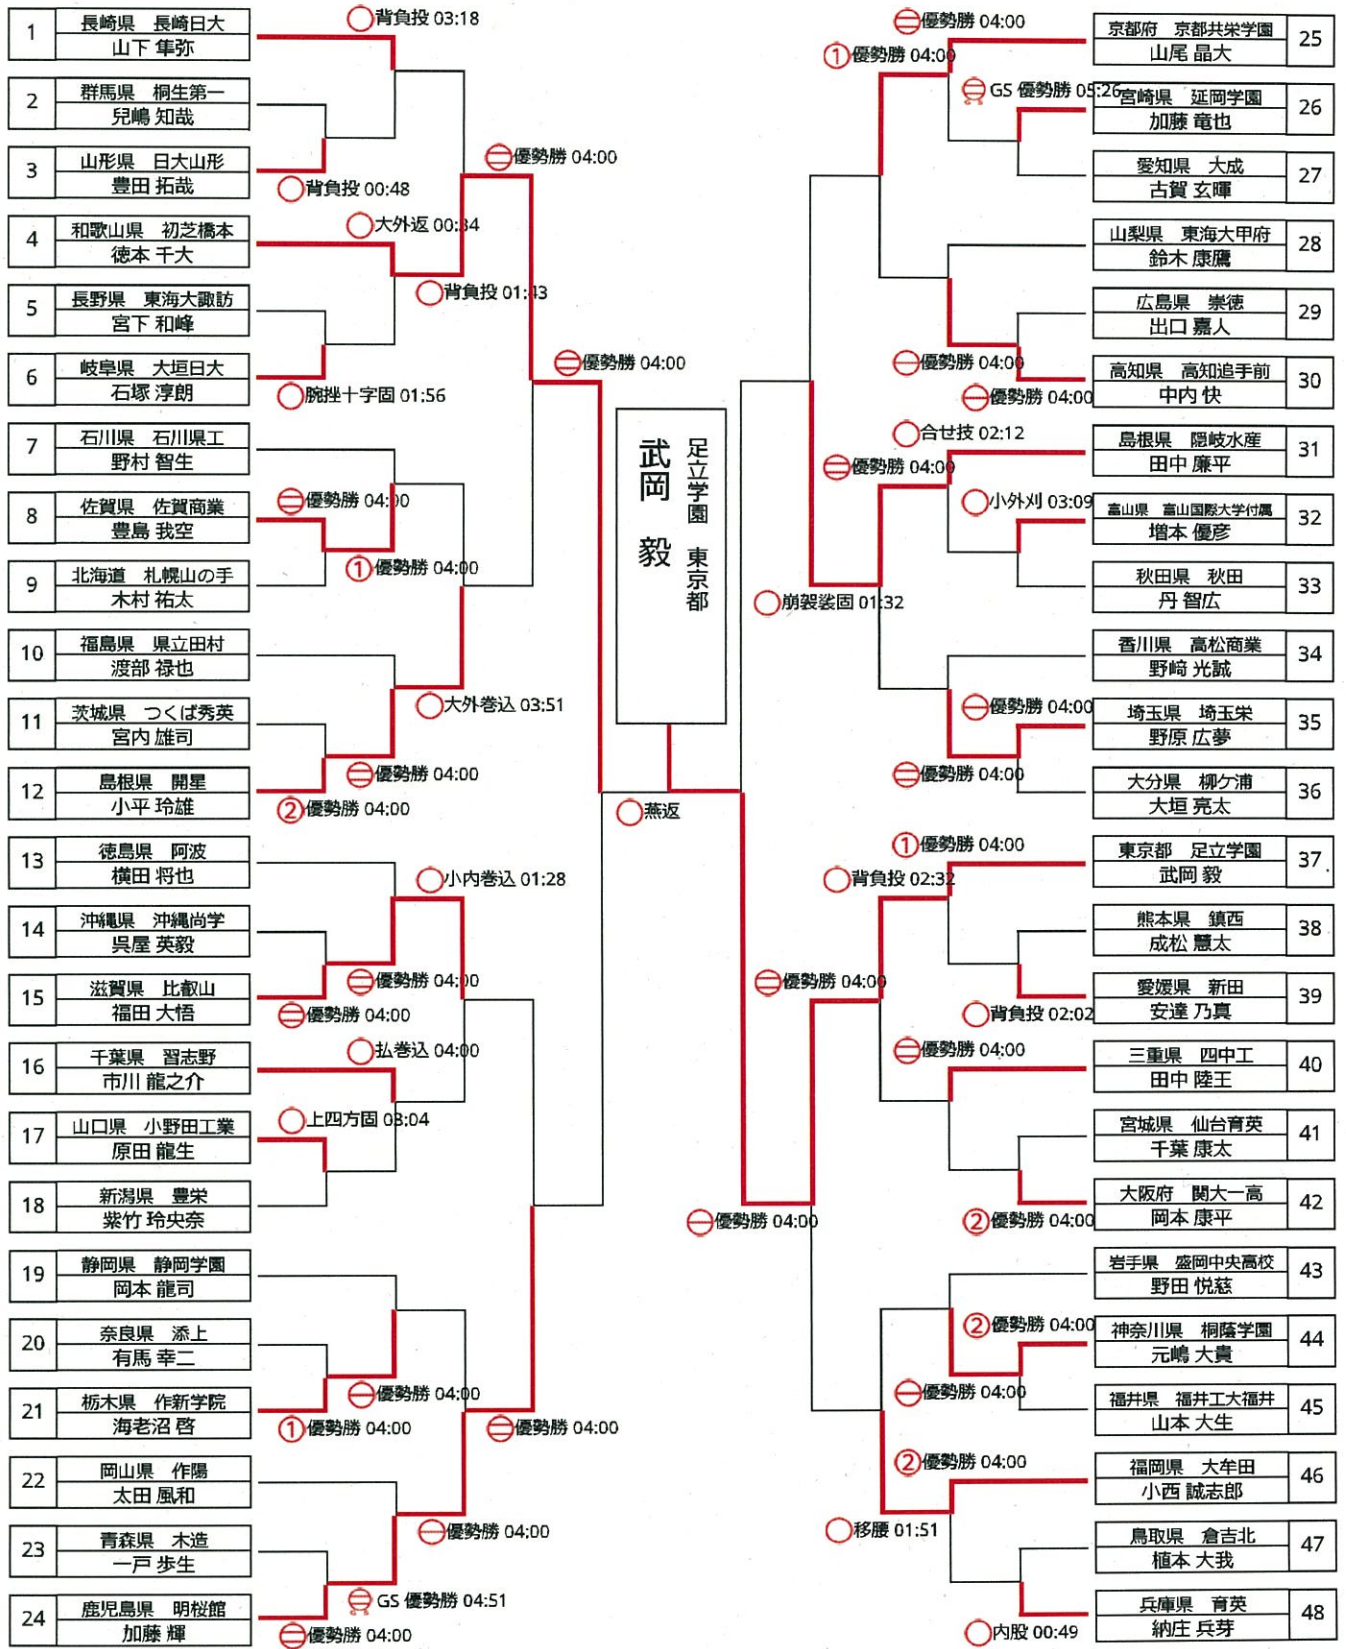 1
長崎県　長崎日大
山下 隼弥
2
群馬県　桐生第一
兒嶋 知哉
3
山形県　日大山形
豊田 拓哉
4
和歌山県　初芝橋本
徳本 千大
5
長野県　東海大諏訪
宮下 和峰
6
岐阜県　大垣日大
石塚 淳朗
7
石川県　石川県工
野村 智生
8
佐賀県　佐賀商業
豊島 我空
9
北海道　札幌山の手
木村 祐太
10
福島県　県立田村
渡部 禄也
11
茨城県　つくば秀英
宮内 雄司
12
島根県　開星
小平 玲雄
13
徳島県　阿波
横田 将也
14
沖縄県　沖縄尚学
呉屋 英毅
15
滋賀県　比叡山
福田 大悟
16
千葉県　習志野
市川 龍之介
17
山口県　小野田工業
原田 龍生
18
新潟県　豊栄
紫竹 玲央奈
19
静岡県　静岡学園
岡本 龍司
20
奈良県　添上
有馬 幸二
21
栃木県　作新学院
海老沼 啓
22
岡山県　作陽
太田 風和
23
青森県　木造
一戸 歩生
24
鹿児島県　明桜館
加藤 輝
背負投 03:18
背負投 00:48
優勢勝 04:00
大外返 00:34
背負投 01:43
優勢勝 04:00
腕挫十字固 01:56
優勢勝 04:00
① 優勢勝 04:00
大外巻込 03:51
優勢勝 04:00
② 優勢勝 04:00
小内巻込 01:28
優勢勝 04:00
優勢勝 04:00
払巻込 04:00
上四方固 03:04
優勢勝 04:00
① 優勢勝 04:00
優勢勝 04:00
優勢勝 04:00
GS 優勢勝 04:51
優勢勝 04:00
足立学園　東京都
武岡　毅
燕返
優勢勝 04:00
① 優勢勝 04:00
GS 優勢勝 05:26
優勢勝 04:00
優勢勝 04:00
合せ技 02:12
優勢勝 04:00
小外刈 03:09
崩袈裟固 01:32
優勢勝 04:00
優勢勝 04:00
① 優勢勝 04:00
背負投 02:32
優勢勝 04:00
背負投 02:02
優勢勝 04:00
優勢勝 04:00
② 優勢勝 04:00
② 優勢勝 04:00
優勢勝 04:00
② 優勢勝 04:00
移腰 01:51
内股 00:49
京都府　京都共栄学園
山尾 晶大
25
宮崎県　延岡学園
加藤 竜也
26
愛知県　大成
古賀 玄暉
27
山梨県　東海大甲府
鈴木 康鷹
28
広島県　崇徳
出口 嘉人
29
高知県　高知追手前
中内 快
30
島根県　隠岐水産
田中 廉平
31
富山県　富山国際大学付属
増本 優彦
32
秋田県　秋田
丹 智広
33
香川県　高松商業
野﨑 光誠
34
埼玉県　埼玉栄
野原 広夢
35
大分県　柳ケ浦
大垣 亮太
36
東京都　足立学園
武岡 毅
37
熊本県　鎮西
成松 慧太
38
愛媛県　新田
安達 乃真
39
三重県　四中工
田中 陸王
40
宮城県　仙台育英
千葉 康太
41
大阪府　関大一高
岡本 康平
42
岩手県　盛岡中央高校
野田 悦慈
43
神奈川県　桐蔭学園
元嶋 大貴
44
福井県　福井工大福井
山本 大生
45
福岡県　大牟田
小西 誠志郎
46
鳥取県　倉吉北
植本 大我
47
兵庫県　育英
納庄 兵芽
48